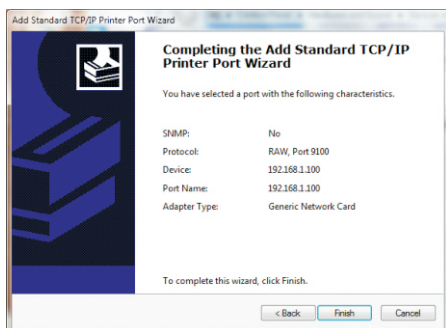 Add Standard TCP/IP Printer Port Wizard
Completing the Add Standard TCP/IP
Printer Port Wizard
You have selected a port with the following characteristics.
SNMP: No
Protocol: RAW, Port 9100
Device: 192.168.1.100
Port Name: 192.168.1.100
Adapter Type: Generic Network Card
To complete this wizard, click Finish.
< Back Finish Cancel